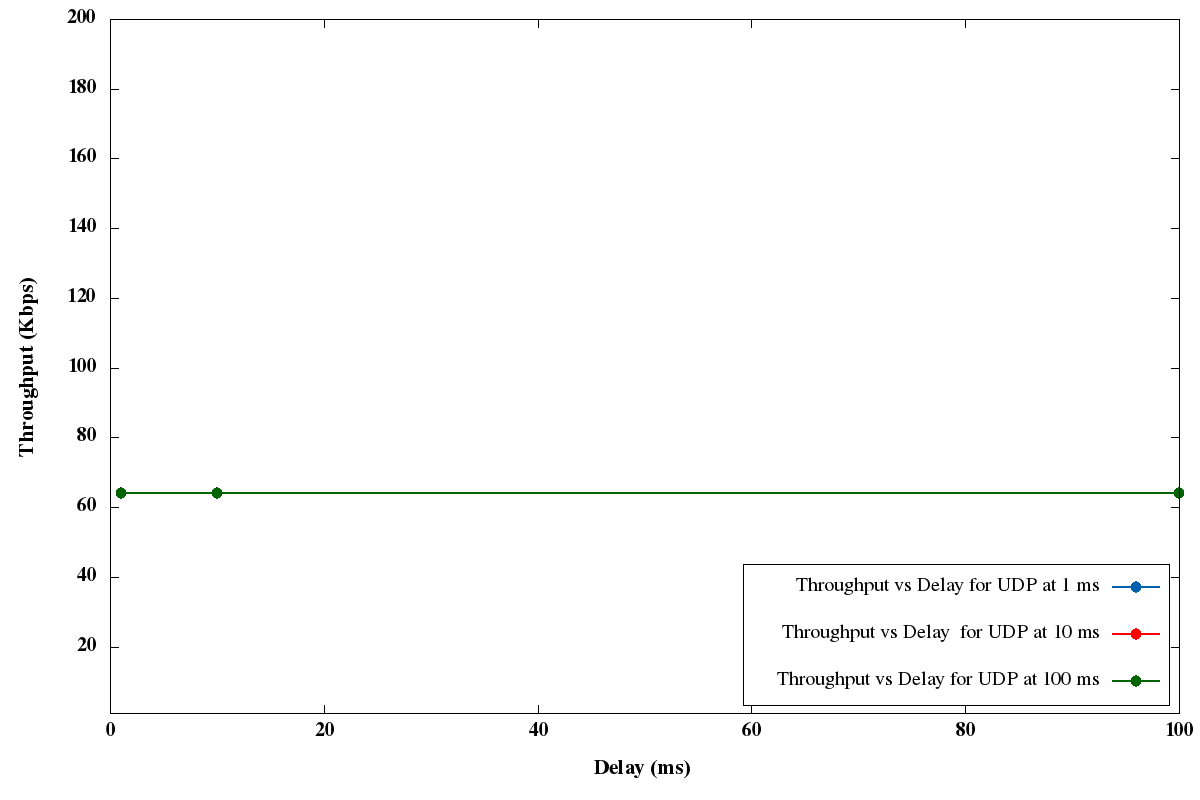 200
180
160
140
120
100
80
60
40
20
0 20 40 60 80 100
Throughput (Kbps)
Delay (ms)
Throughput vs Delay for UDP at 1 ms
Throughput vs Delay  for UDP at 10 ms
Throughput vs Delay for UDP at 100 ms